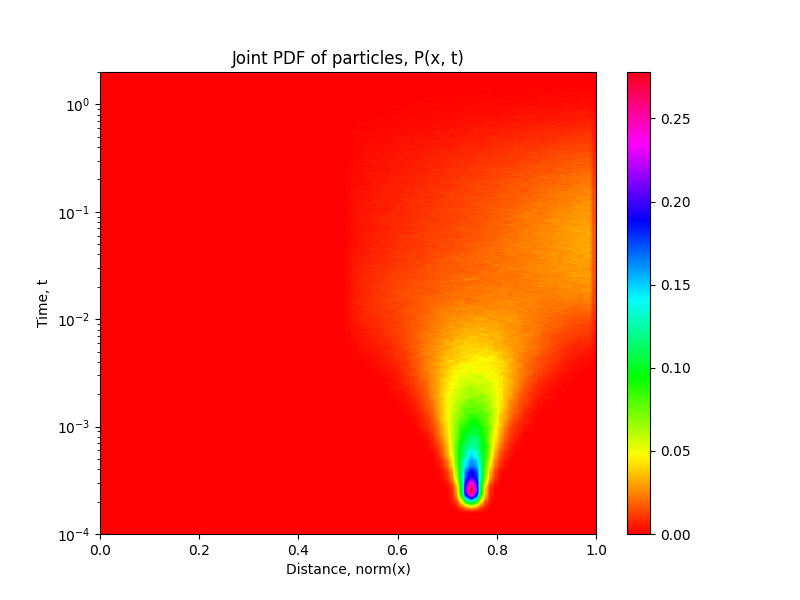 Joint PDF of particles, P(x, t)
Time, t
10⁰
10⁻¹
10⁻²
10⁻³
10⁻⁴
0.0 0.2 0.4 0.6 0.8 1.0
Distance, norm(x)
0.25
0.20
0.15
0.10
0.05
0.00